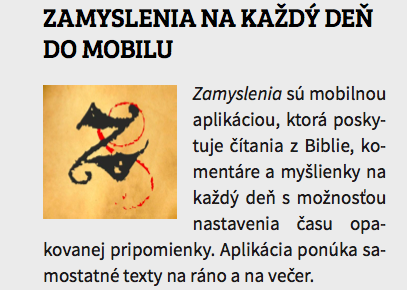 ZAMYSLENIA NA KAŽDÝ DEŇ
DO MOBILU
Zamyslenia sú mobilnou
aplikáciou, ktorá posky-
tuje čítania z Biblie, ko-
mentáre a myšlienky na
každý deň s možnosťou
nastavenia času opa-
kovanej pripomienky. Aplikácia ponúka sa-
mostatné texty na ráno a na večer.